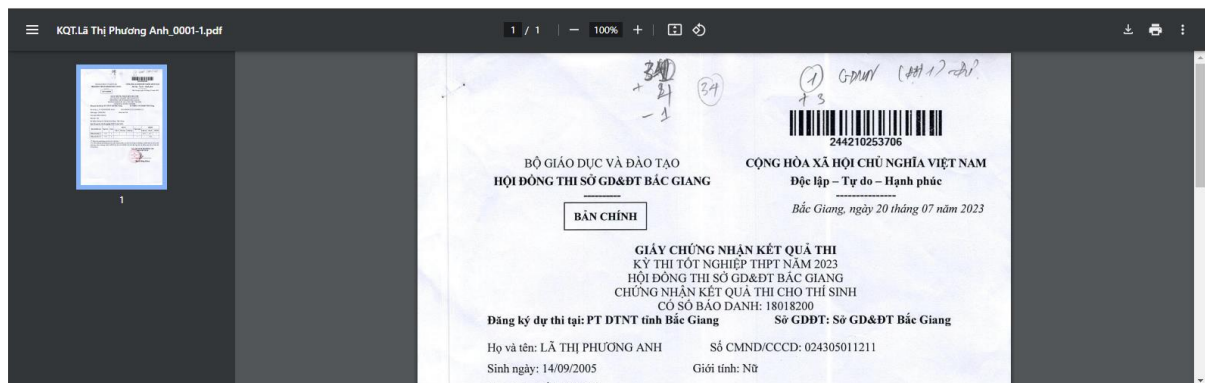 KQT.Lã Thị Phương Anh_0001-1.pdf
1 / 1
100%
1
34
1 GDNN
+ 3
- 1
244210253706
BỘ GIÁO DỤC VÀ ĐÀO TẠO
HỘI ĐỒNG THI SỞ GD&ĐT BẮC GIANG
BẢN CHÍNH
CỘNG HÒA XÃ HỘI CHỦ NGHĨA VIỆT NAM
Độc lập – Tự do – Hạnh phúc
Bắc Giang, ngày 20 tháng 07 năm 2023
GIẤY CHỨNG NHẬN KẾT QUẢ THI
KỲ THI TỐT NGHIỆP THPT NĂM 2023
HỘI ĐỒNG THI SỞ GD&ĐT BẮC GIANG
CHỨNG NHẬN KẾT QUẢ THI CHO THÍ SINH
CÓ SỐ BÁO DANH: 18018200
Đăng ký dự thi tại: PT DTNT tỉnh Bắc Giang Sở GDĐT: Sở GD&ĐT Bắc Giang
Họ và tên: LÃ THỊ PHƯƠNG ANH Số CMND/CCCD: 024305011211
Sinh ngày: 14/09/2005 Giới tính: Nữ